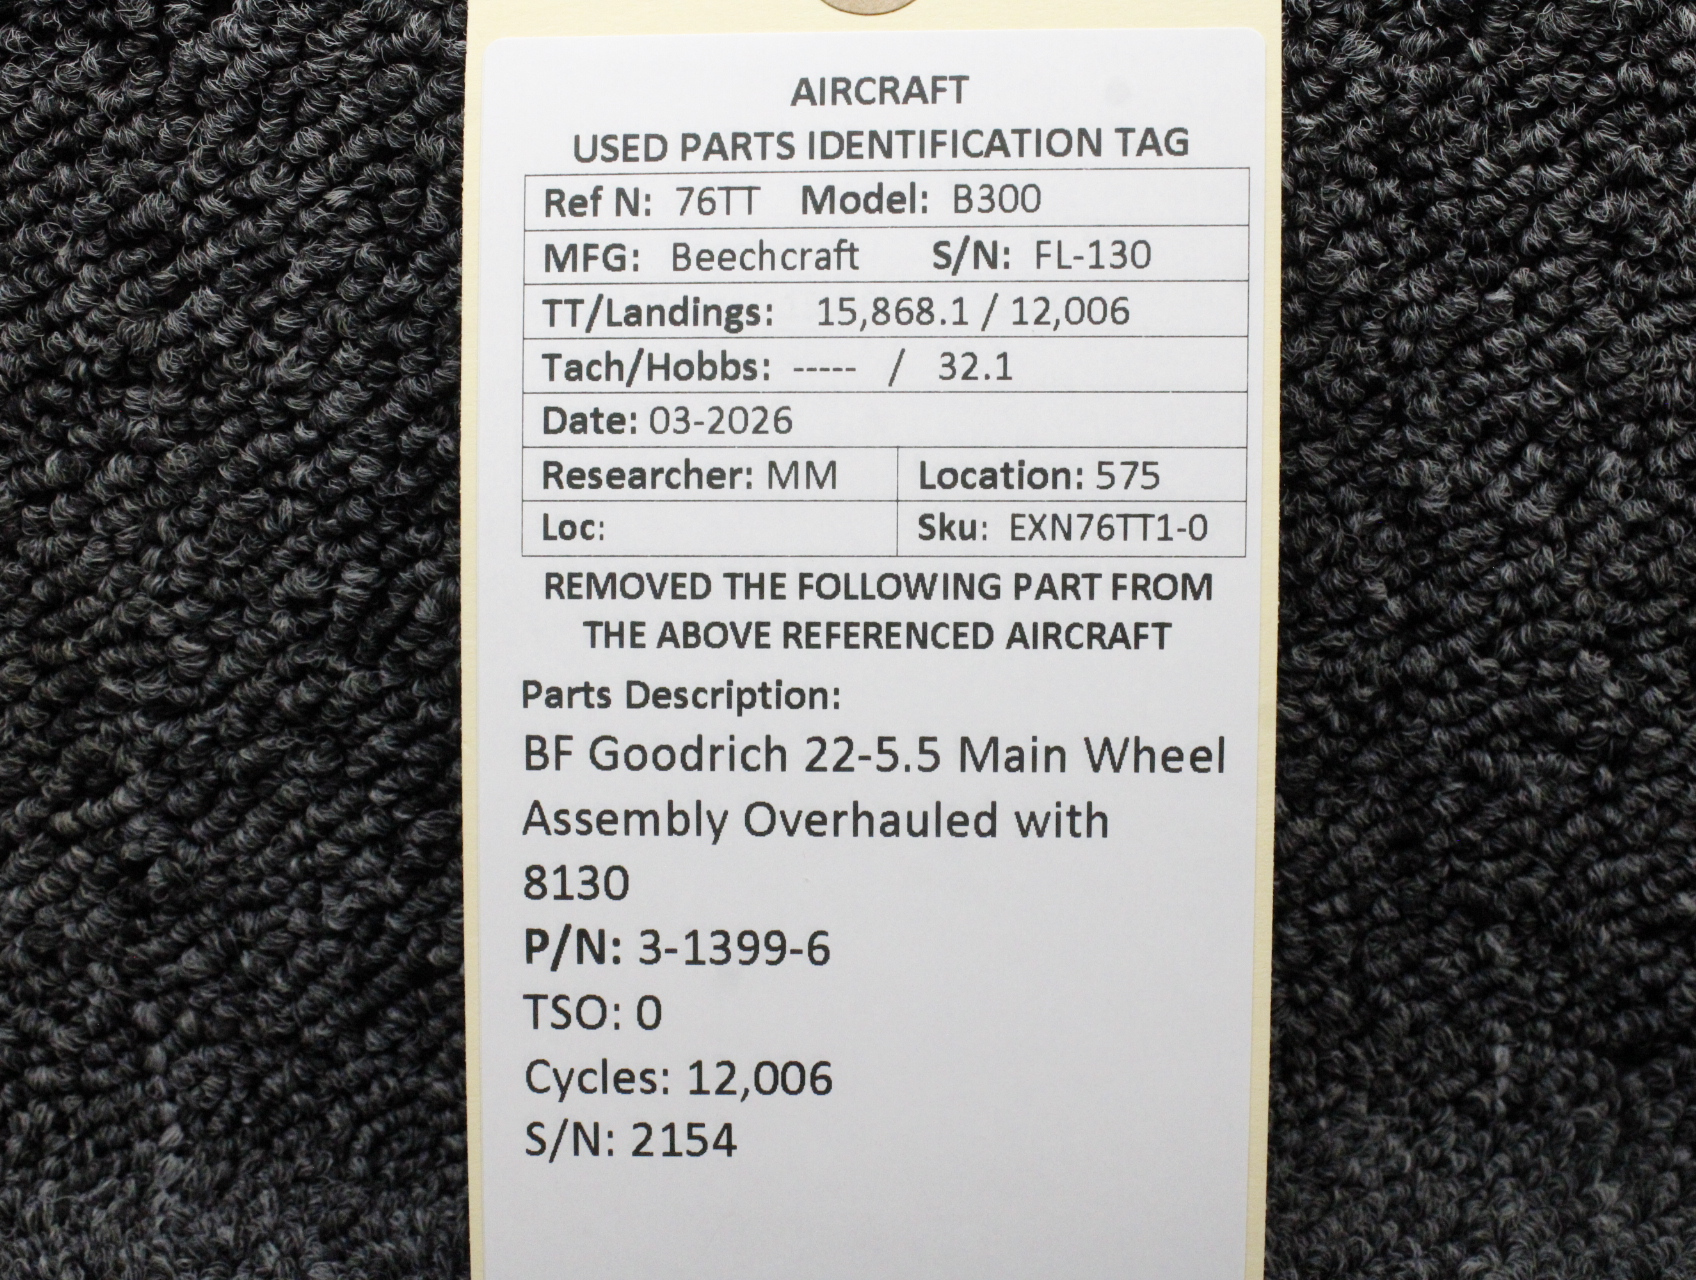 AIRCRAFT
USED PARTS IDENTIFICATION TAG
Ref N: 76TT Model: B300
MFG: Beechcraft S/N: FL-130
TT/Landings: 15,868.1 / 12,006
Tach/Hobbs: ----- / 32.1
Date: 03-2026
Researcher: MM Location: 575
Loc: Sku: EXN76TT1-0
REMOVED THE FOLLOWING PART FROM
THE ABOVE REFERENCED AIRCRAFT
Parts Description:
BF Goodrich 22-5.5 Main Wheel
Assembly Overhauled with
8130
P/N: 3-1399-6
TSO: 0
Cycles: 12,006
S/N: 2154